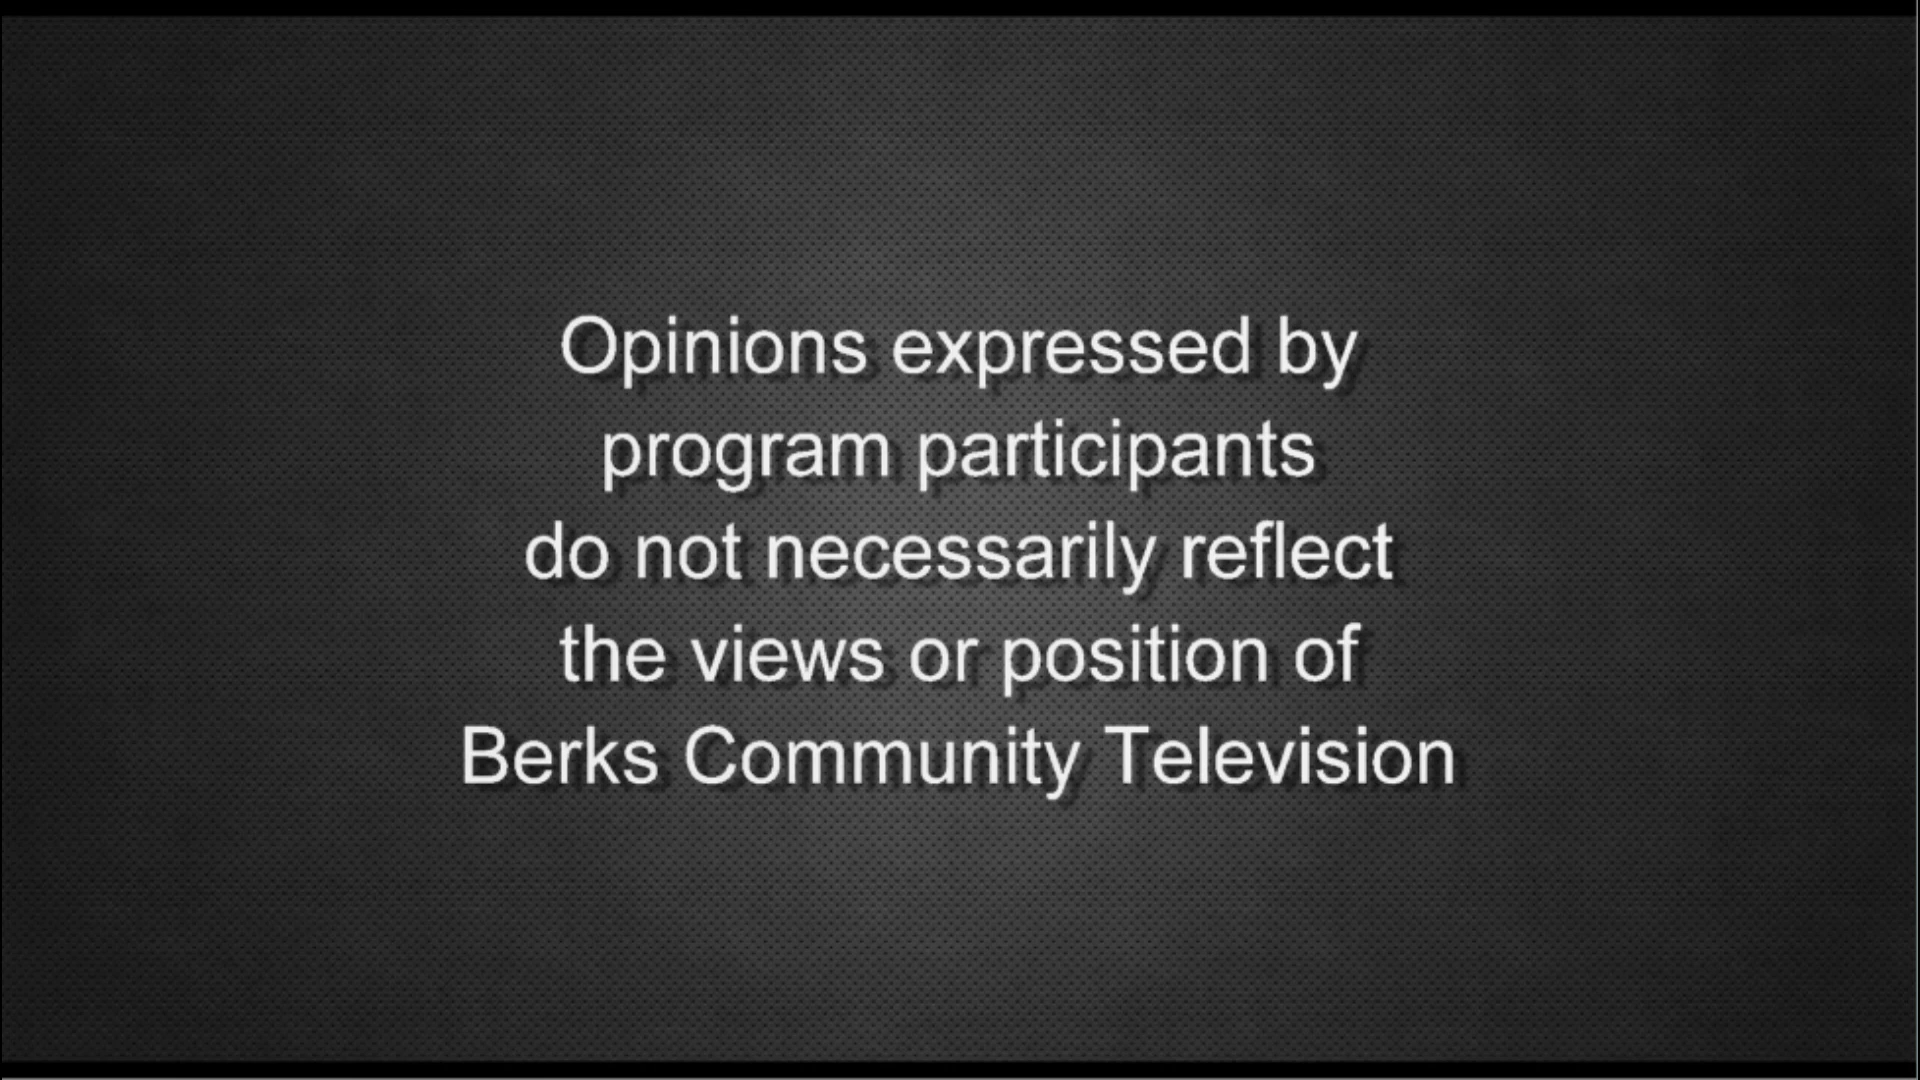 Opinions expressed by
program participants
do not necessarily reflect
the views or position of
Berks Community Television